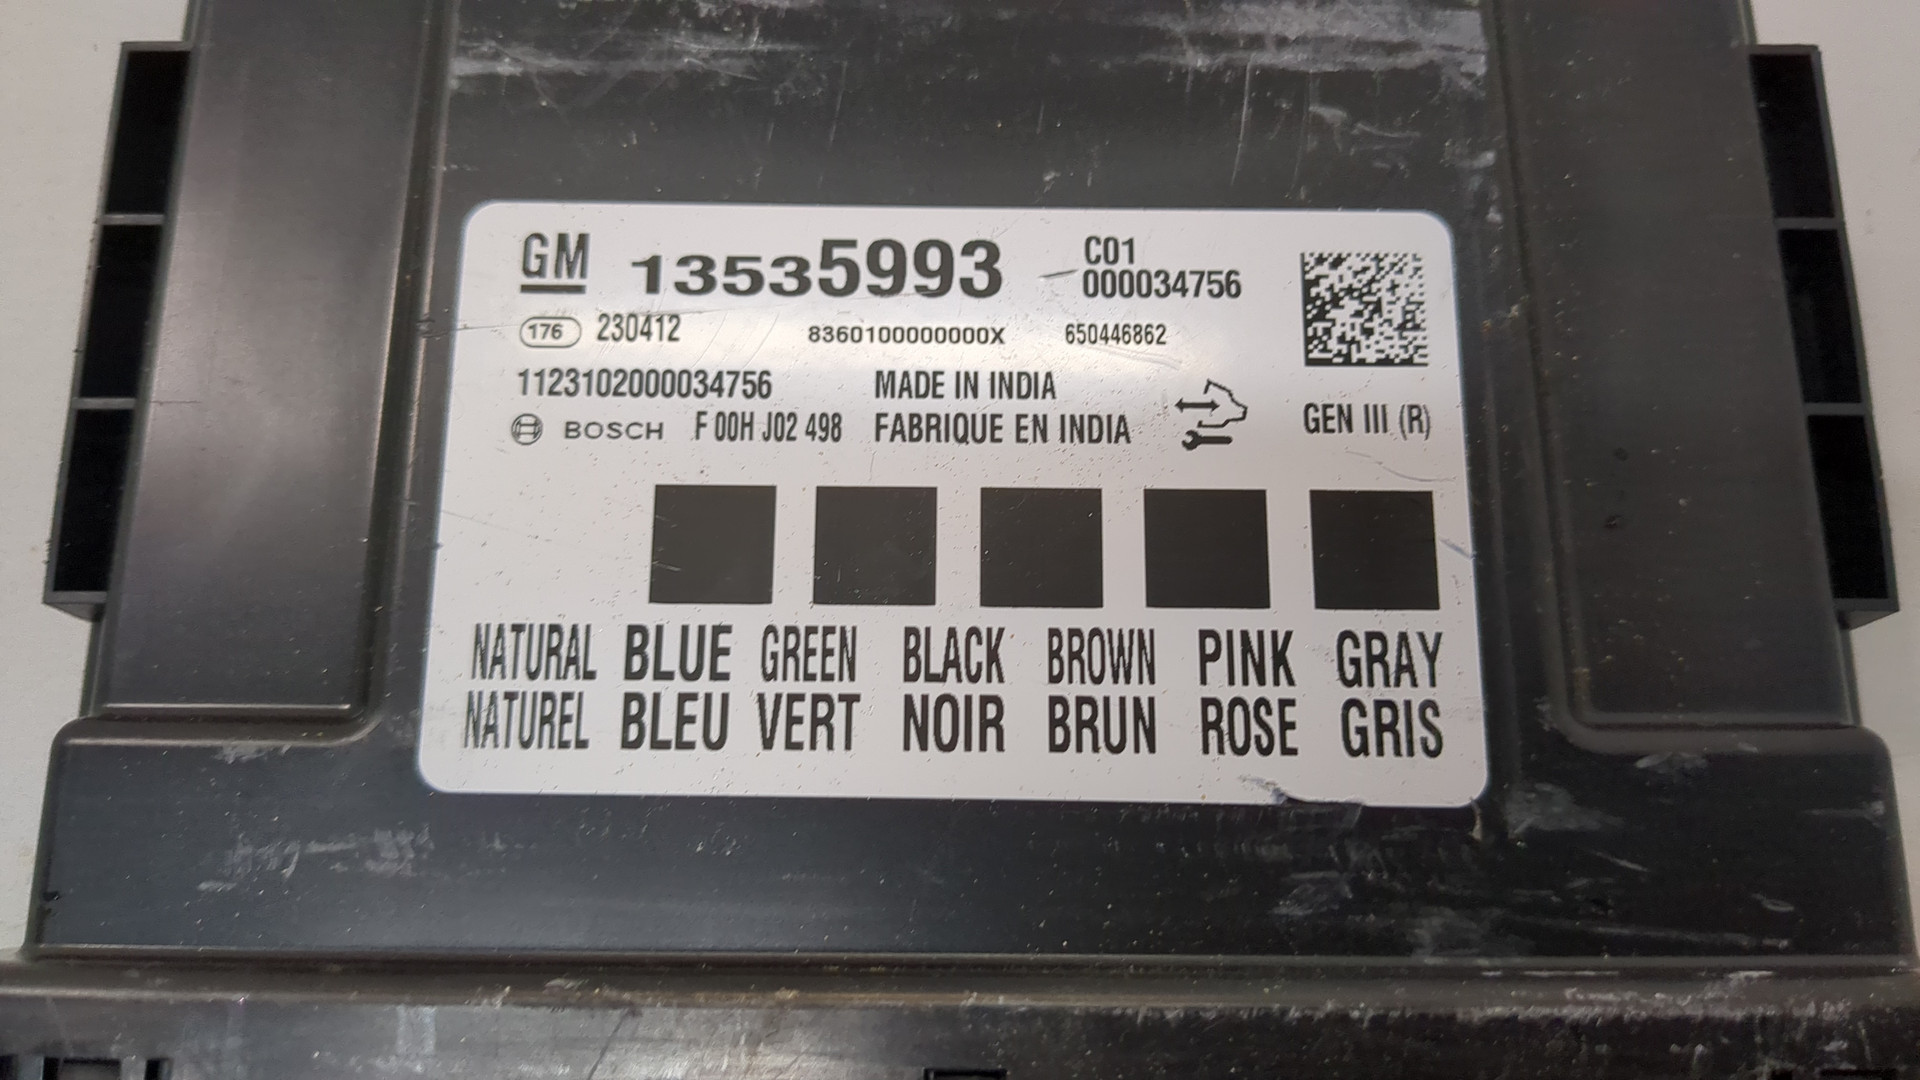 GM 13535993 C01
000034756
176 230412 8360100000000X 650446862
1123102000034756 MADE IN INDIA
BOSCH F 00H J02 498 FABRIQUE EN INDIA GEN III (R)
NATURAL BLUE GREEN BLACK BROWN PINK GRAY
NATUREL BLEU VERT NOIR BRUN ROSE GRIS